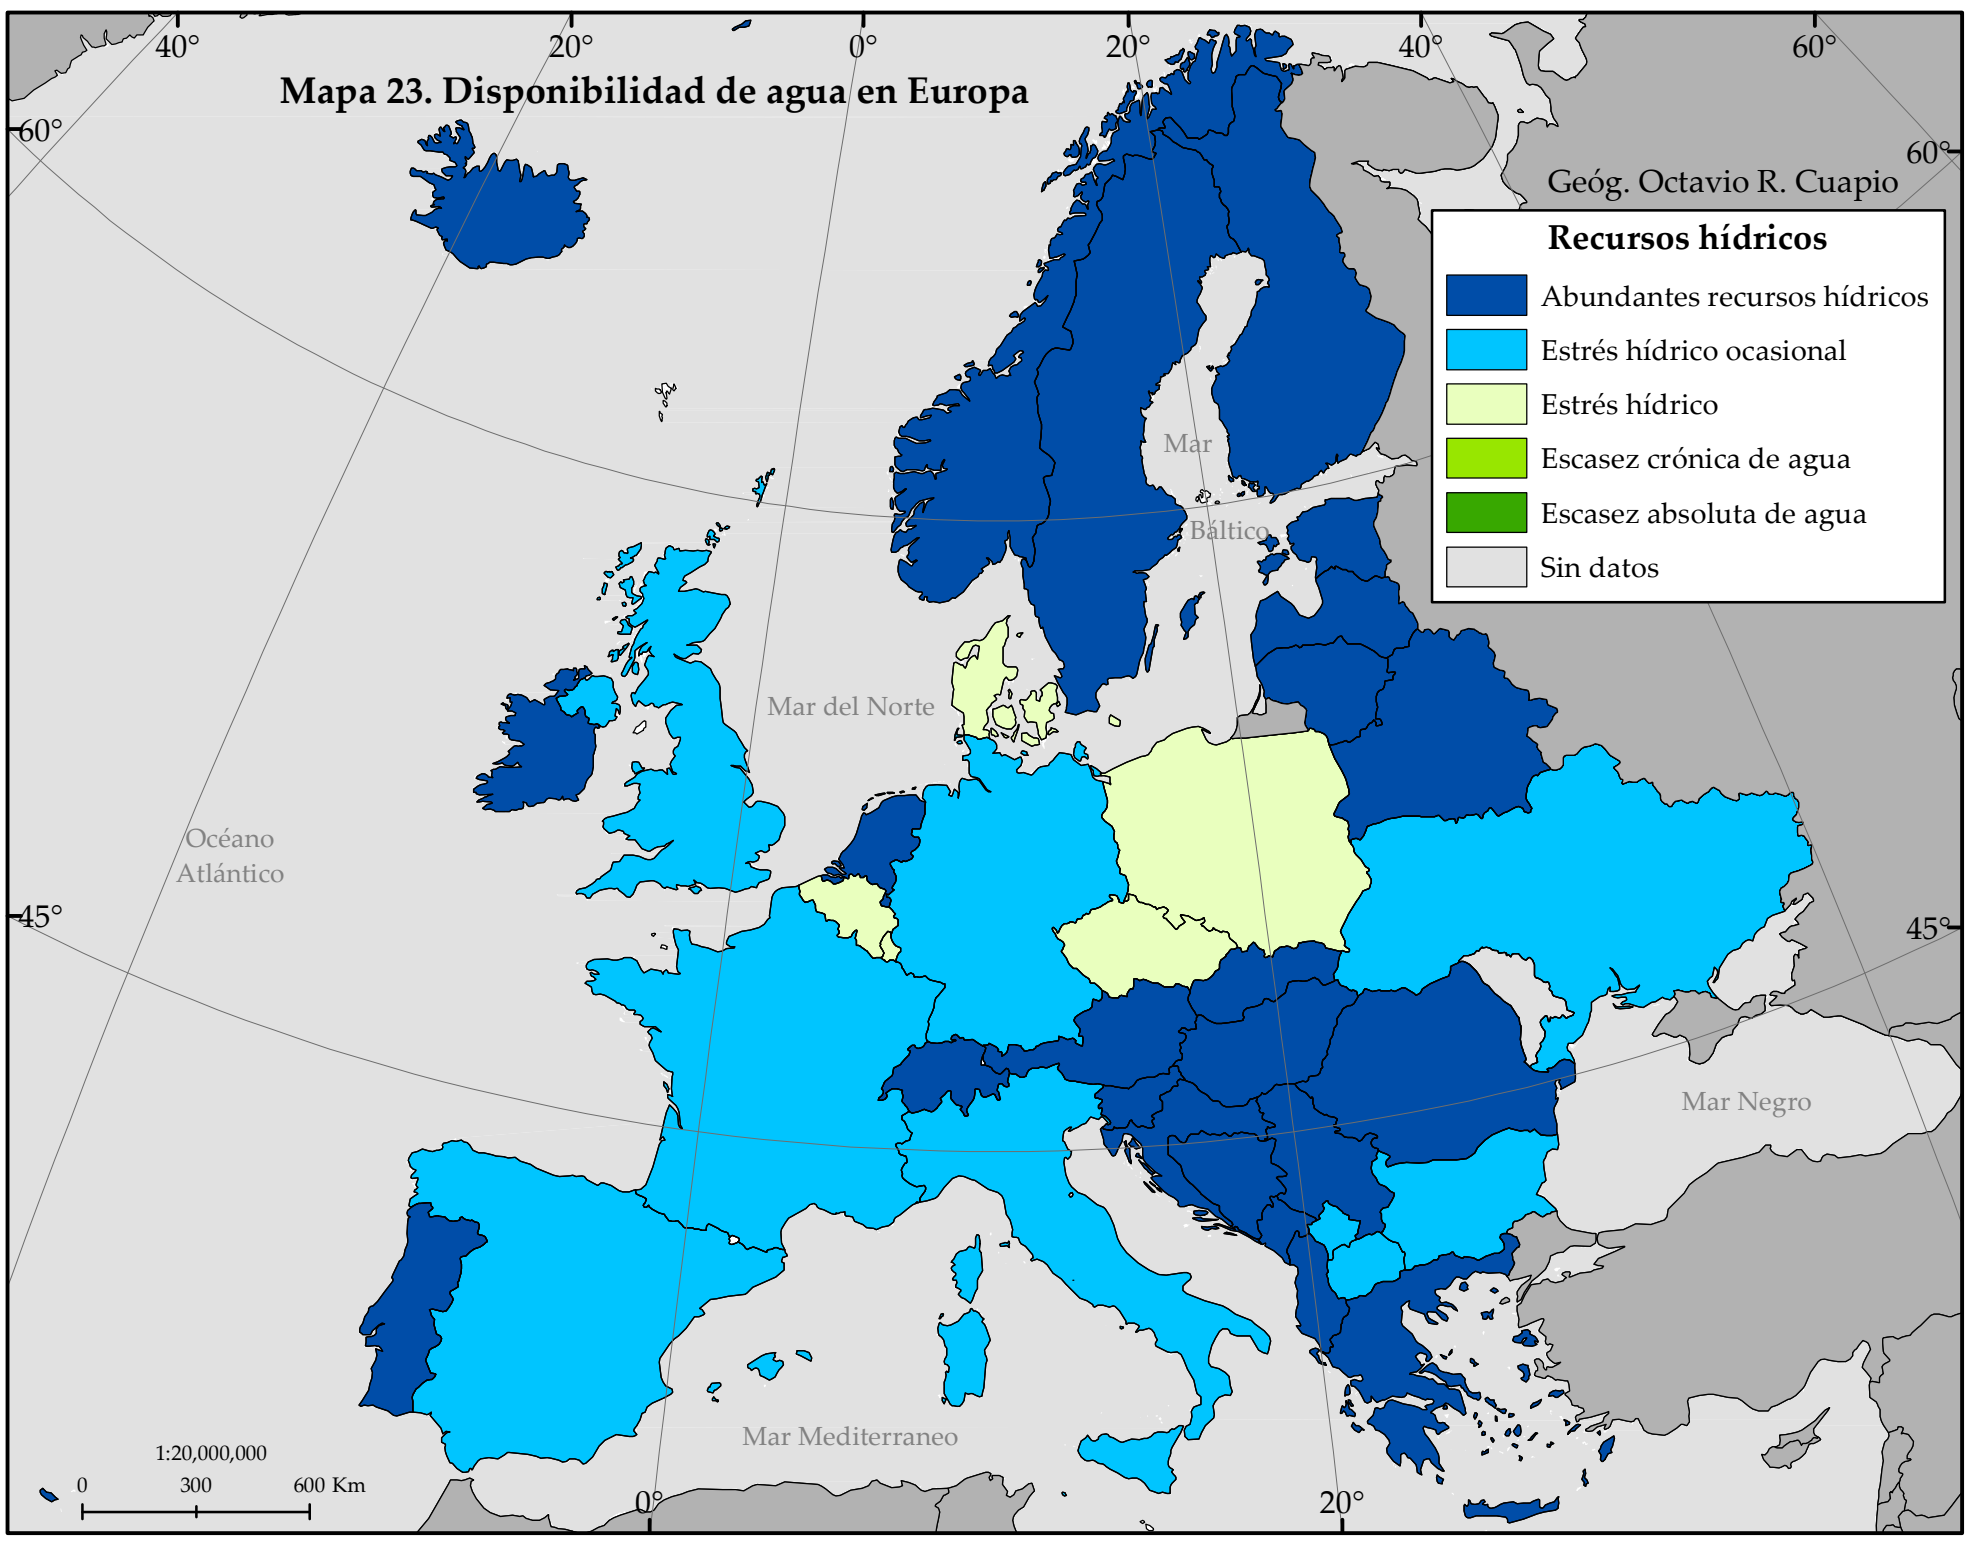 40°
20°
0°
20°
40°
60°
Mapa 23. Disponibilidad de agua en Europa
60°
60°
Geóg. Octavio R. Cuapio
Recursos hídricos
Abundantes recursos hídricos
Estrés hídrico ocasional
Estrés hídrico
Escasez crónica de agua
Escasez absoluta de agua
Sin datos
Mar
Báltico
Mar del Norte
Océano
Atlántico
45°
45°
Mar Negro
Mar Mediterraneo
1:20,000,000
0 300 600 Km
0°
20°